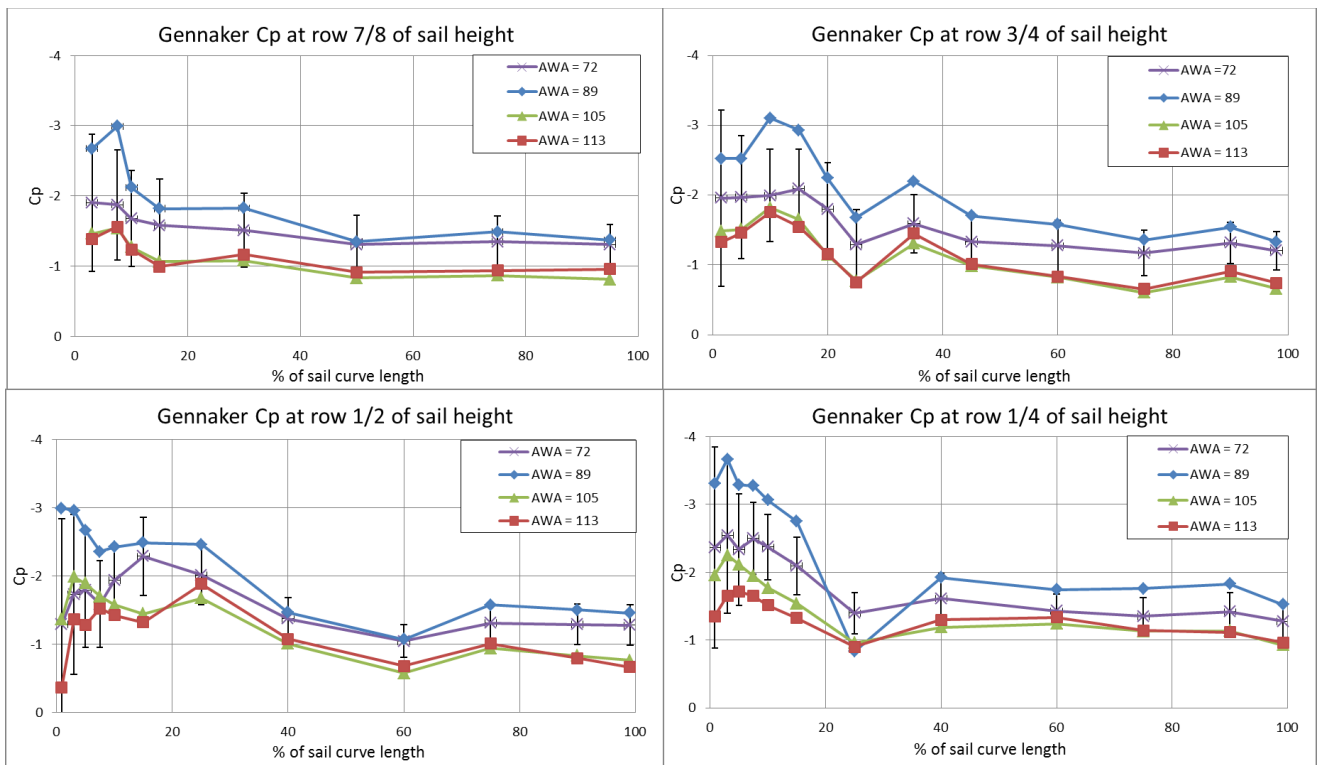 Gennaker Cp at row 7/8 of sail height
-4
-3
-2
-1
0
Cp
0 20 40 60 80 100
% of sail curve length
AWA = 72
AWA = 89
AWA = 105
AWA = 113
Gennaker Cp at row 3/4 of sail height
-4
-3
-2
-1
0
Cp
0 20 40 60 80 100
% of sail curve length
AWA = 72
AWA = 89
AWA = 105
AWA = 113
Gennaker Cp at row 1/2 of sail height
-4
-3
-2
-1
0
Cp
0 20 40 60 80 100
% of sail curve length
AWA = 72
AWA = 89
AWA = 105
AWA = 113
Gennaker Cp at row 1/4 of sail height
-4
-3
-2
-1
0
Cp
0 20 40 60 80 100
% of sail curve length
AWA = 72
AWA = 89
AWA = 105
AWA = 113